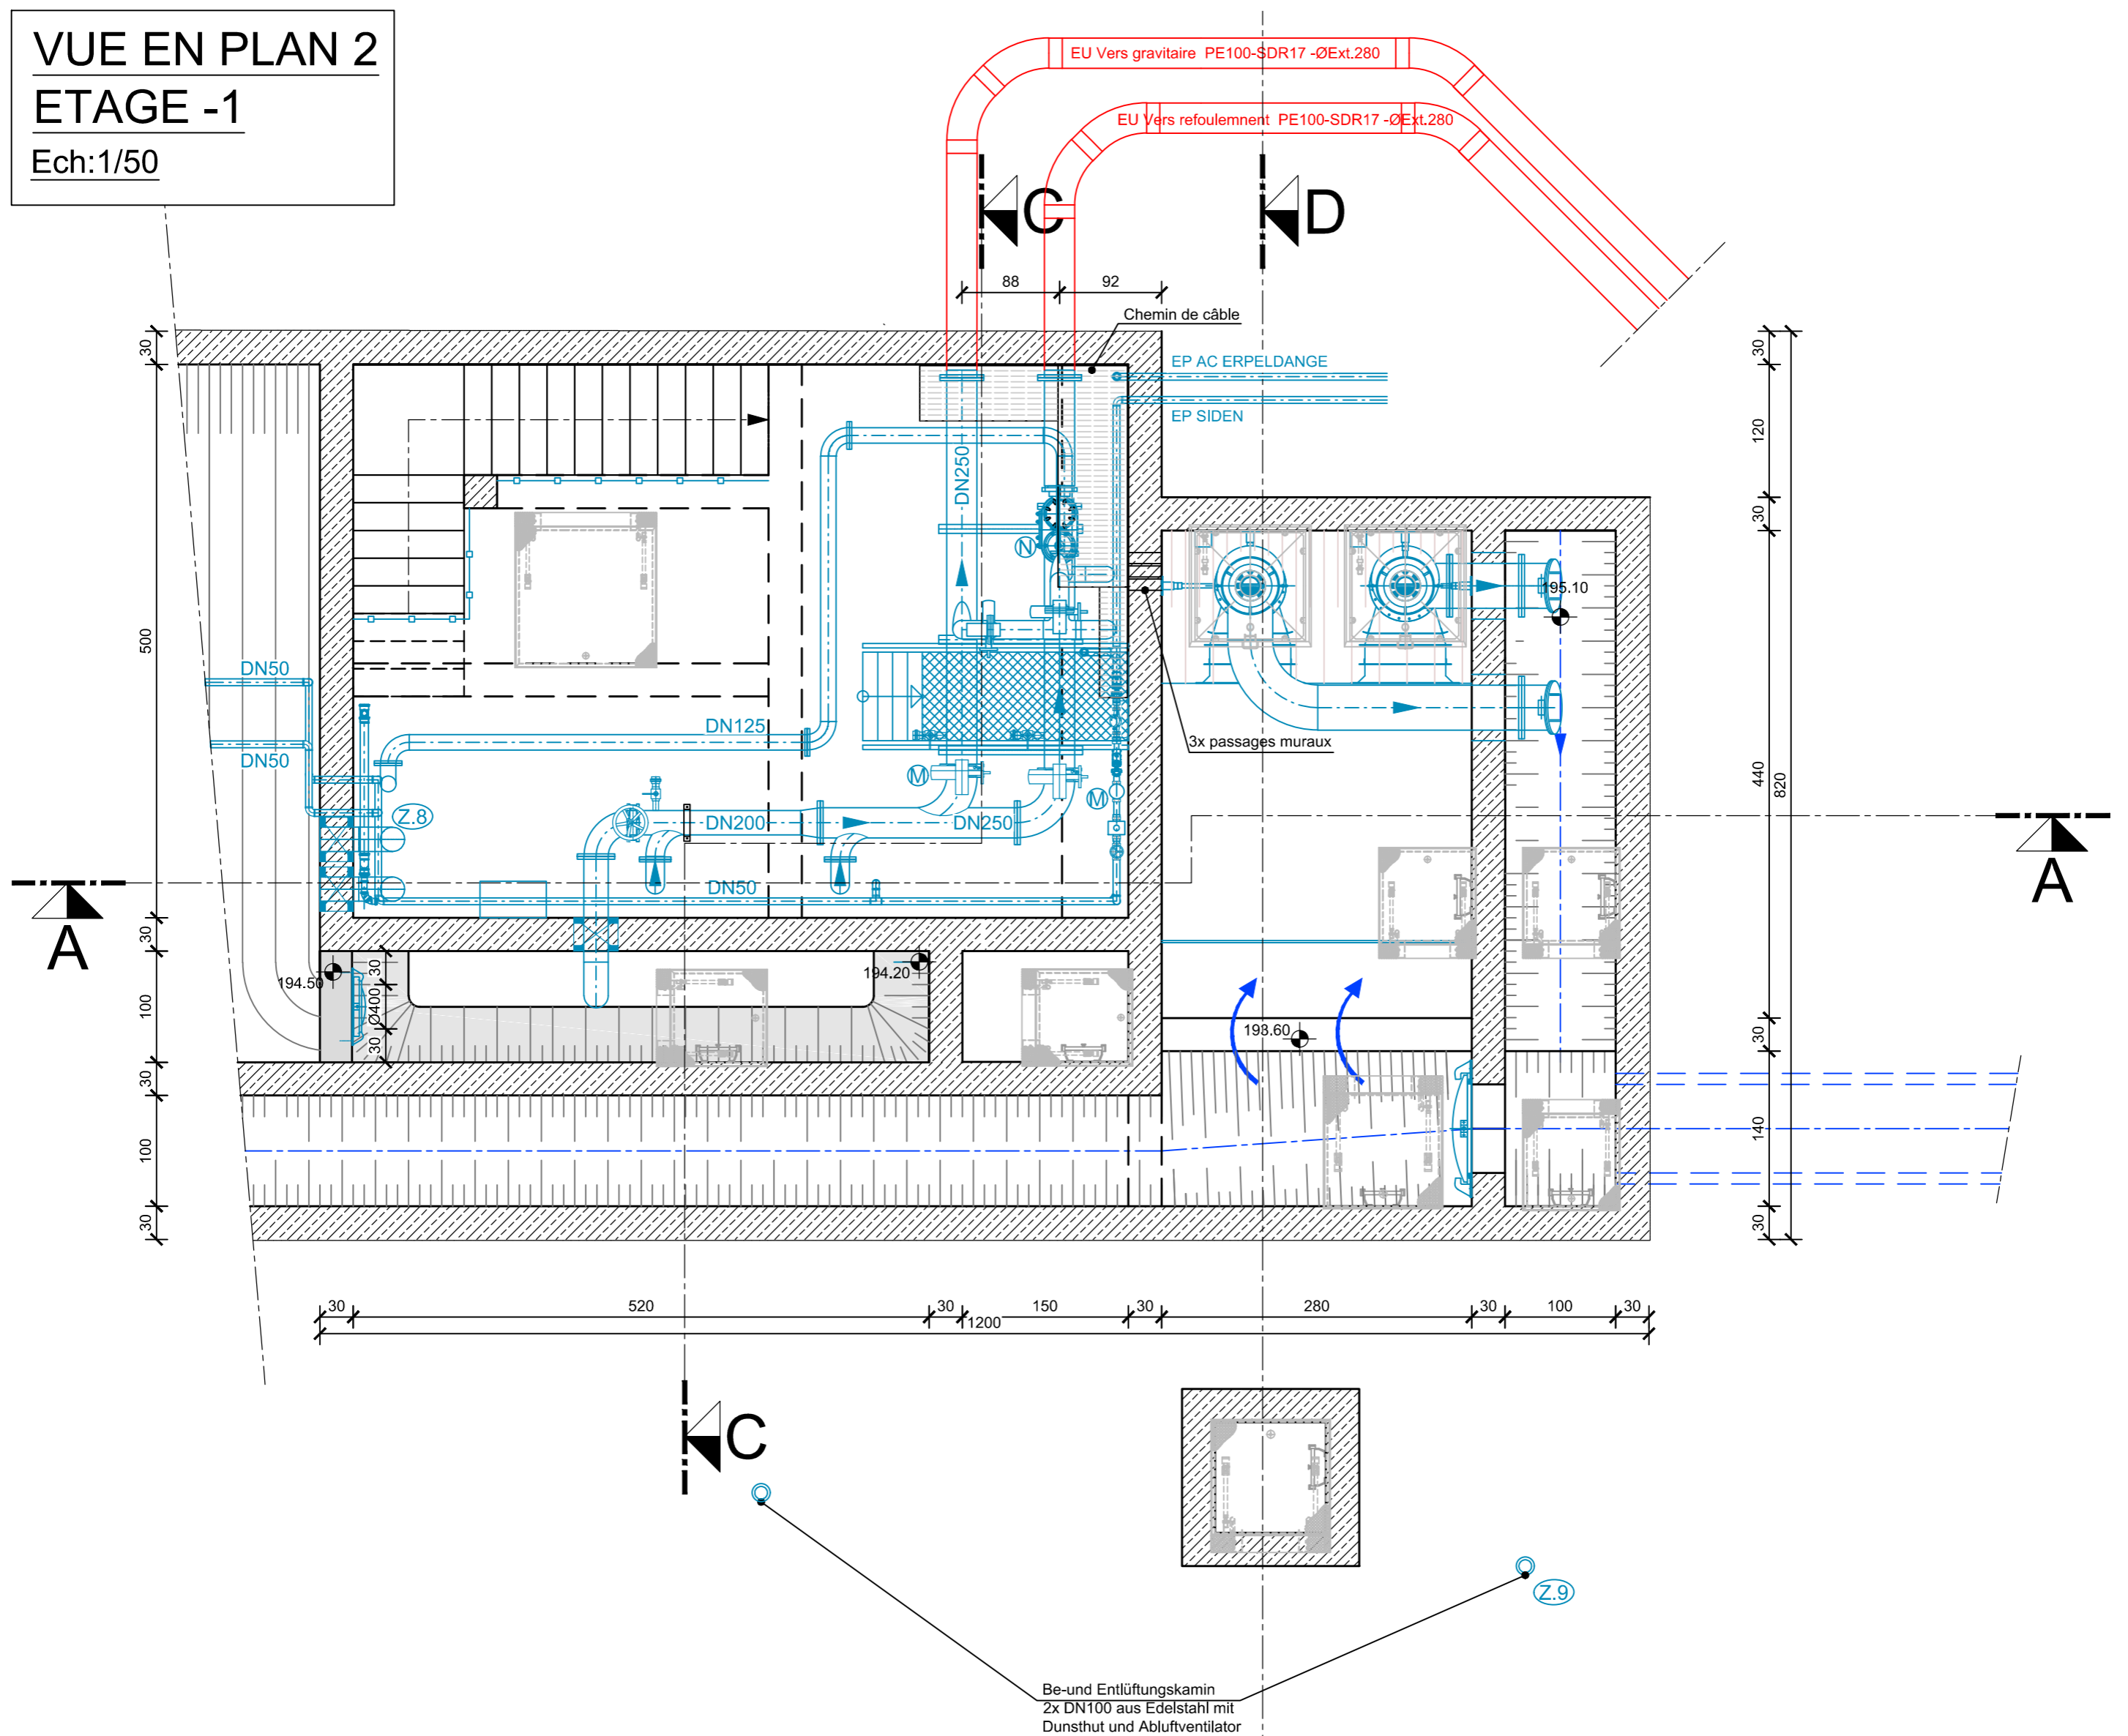 VUE EN PLAN 2
ETAGE -1
Ech:1/50
EU Vers gravitaire PE100-SDR17 -ØExt.280
EU Vers refoulemnent PE100-SDR17 -ØExt.280
C
D
88
92
Chemin de câble
EP AC ERPELDANGE
EP SIDEN
30
500
30
100
30
100
30
30
120
30
440
820
30
140
30
DN250
N
195.10
DN50
DN50
DN125
3x passages muraux
M
M
Z.8
DN200
DN250
DN50
A
A
194.50
30
Ø400
30
194.20
193.60
30
520
30
150
30
280
30
100
30
1200
C
Z.9
Be-und Entlüftungskamin
2x DN100 aus Edelstahl mit
Dunsthut und Abluftventilator